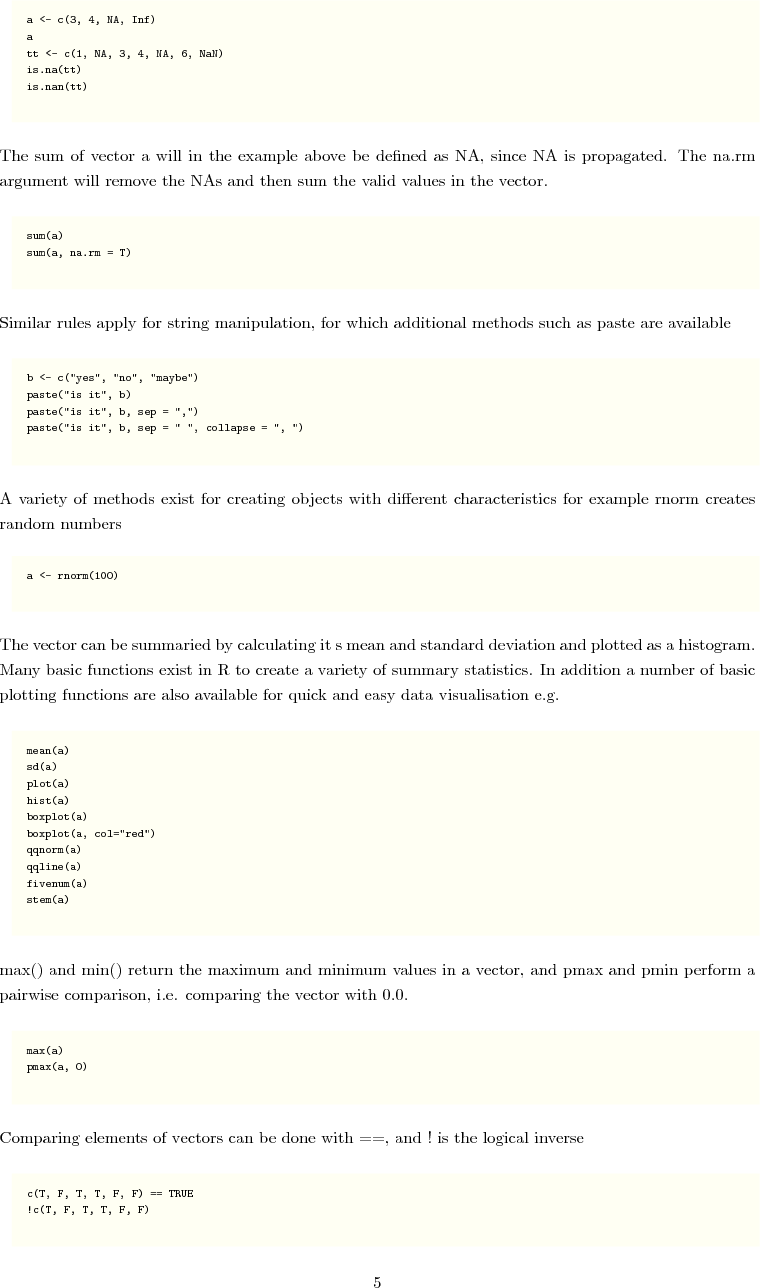 a <- c(3, 4, NA, Inf)
a
tt <- c(1, NA, 3, 4, NA, 6, NaN)
is.na(tt)
is.nan(tt)
The sum of vector a will in the example above be defined as NA, since NA is propagated. The na.rm
argument will remove the NAs and then sum the valid values in the vector.
sum(a)
sum(a, na.rm = T)
Similar rules apply for string manipulation, for which additional methods such as paste are available
b <- c("yes", "no", "maybe")
paste("is it", b)
paste("is it", b, sep = ",")
paste("is it", b, sep = " ", collapse = ", ")
A variety of methods exist for creating objects with different characteristics for example rnorm creates
random numbers
a <- rnorm(100)
The vector can be summaried by calculating it s mean and standard deviation and plotted as a histogram.
Many basic functions exist in R to create a variety of summary statistics. In addition a number of basic
plotting functions are also available for quick and easy data visualisation e.g.
mean(a)
sd(a)
plot(a)
hist(a)
boxplot(a)
boxplot(a, col="red")
qqnorm(a)
qqline(a)
fivenum(a)
stem(a)
max() and min() return the maximum and minimum values in a vector, and pmax and pmin perform a
pairwise comparison, i.e. comparing the vector with 0.0.
max(a)
pmax(a, 0)
Comparing elements of vectors can be done with ==, and ! is the logical inverse
c(T, F, T, T, F, F) == TRUE
!c(T, F, T, T, F, F)
5